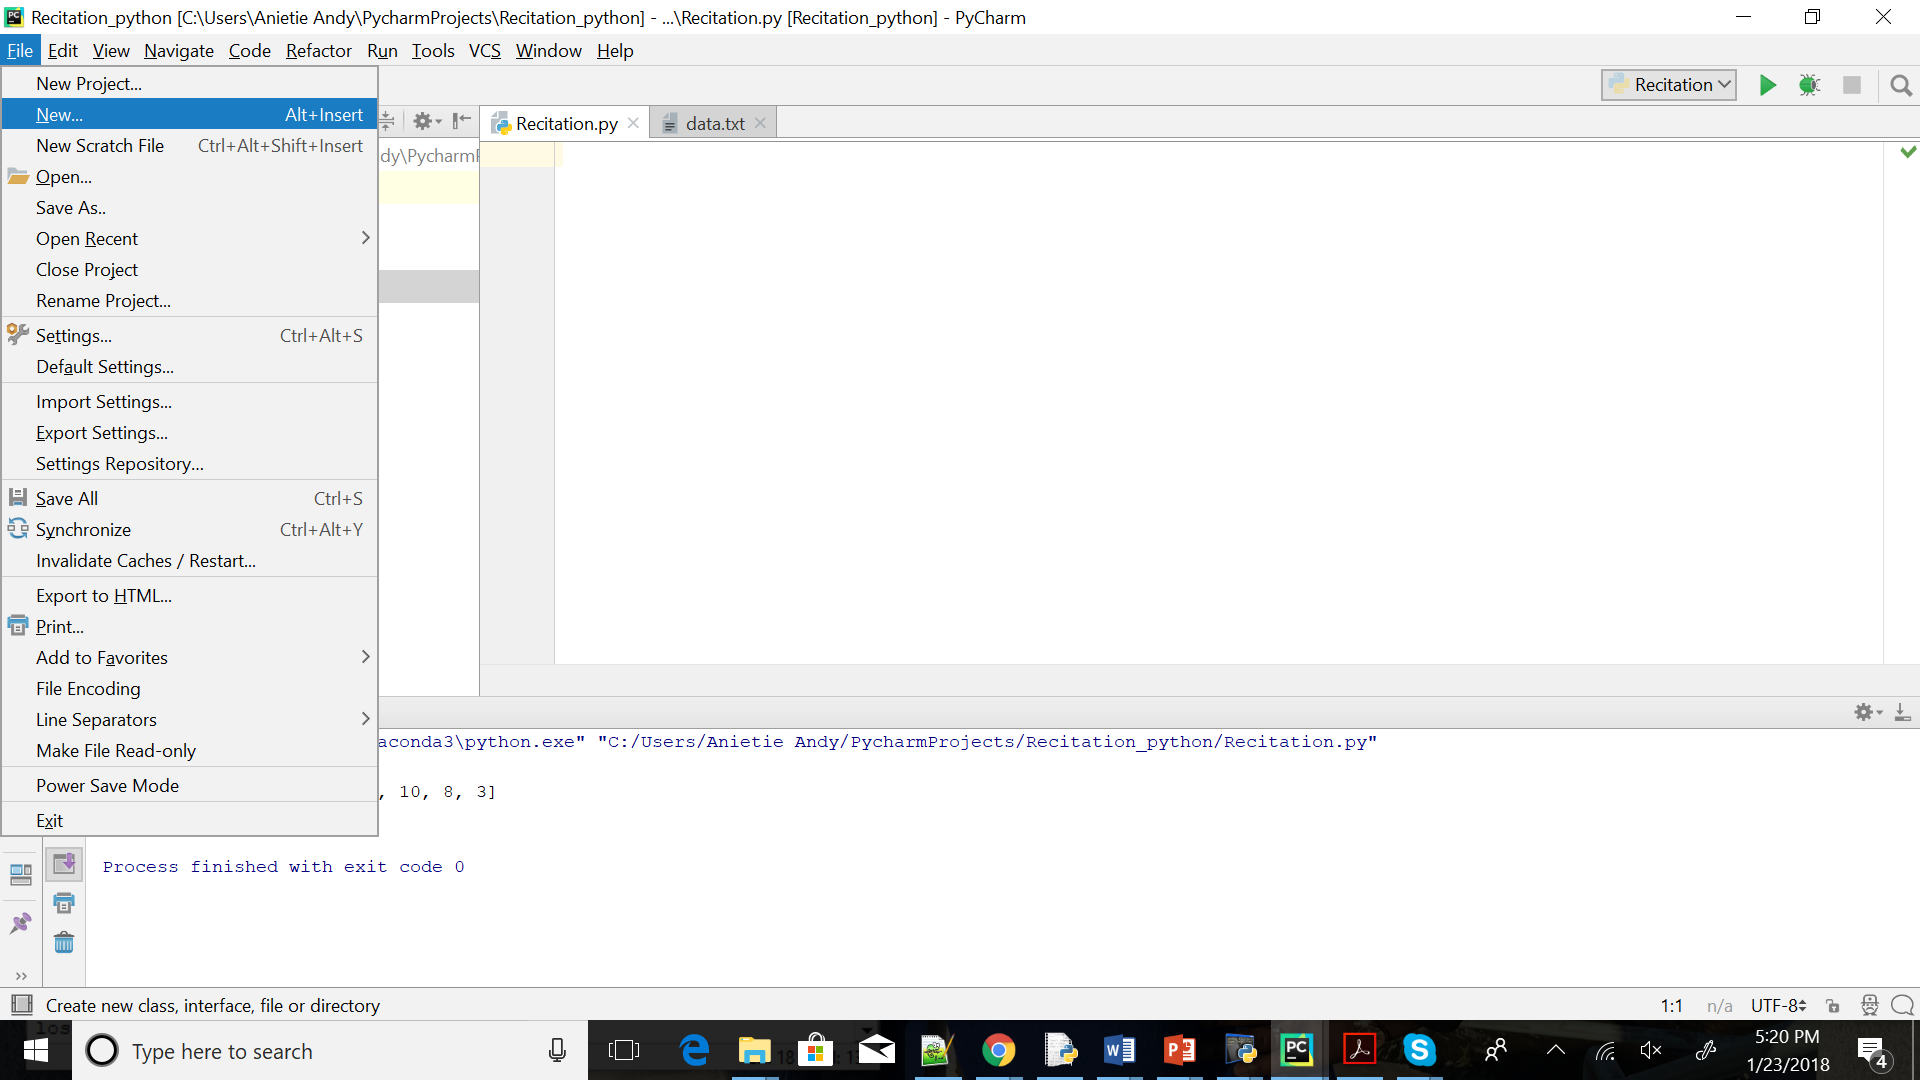 Recitation_python [C:\Users\Anietie Andy\PycharmProjects\Recitation_python] - ...\Recitation.py [Recitation_python] - PyCharm
File Edit View Navigate Code Refactor Run Tools VCS Window Help
New Project...
Recitation
New... Alt+Insert
Recitation.py
data.txt
New Scratch File Ctrl+Alt+Shift+Insert
dy\Pycharm
Open...
Save As..
Open Recent
Close Project
Rename Project...
Settings... Ctrl+Alt+S
Default Settings...
Import Settings...
Export Settings...
Settings Repository...
Save All Ctrl+S
Synchronize Ctrl+Alt+Y
Invalidate Caches / Restart...
Export to HTML...
Print...
Add to Favorites
File Encoding
Line Separators
Make File Read-only
Power Save Mode
Exit
aconda3\python.exe" "C:/Users/Anietie Andy/PycharmProjects/Recitation_python/Recitation.py"
, 10, 8, 3]
Process finished with exit code 0
Create new class, interface, file or directory
1:1 n/a UTF-8
Type here to search
5:20 PM
1/23/2018
4